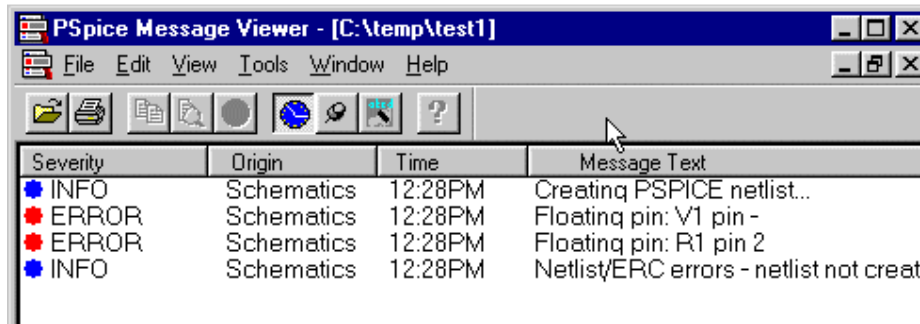 PSpice Message Viewer - [C:\temp\test1]
File Edit View Tools Window Help
Severity Origin Time Message Text
INFO Schematics 12:28PM Creating PSPICE netlist...
ERROR Schematics 12:28PM Floating pin: V1 pin -
ERROR Schematics 12:28PM Floating pin: R1 pin 2
INFO Schematics 12:28PM Netlist/ERC errors - netlist not creat